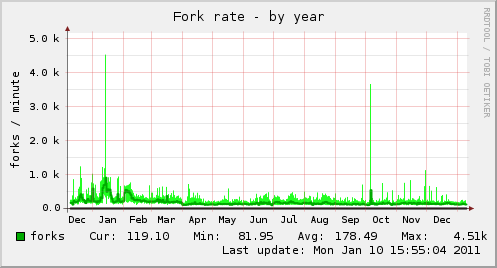 Fork rate - by year
RRDTOOL / TOBI OETIKER
forks / minute
5.0 k
4.0 k
3.0 k
2.0 k
1.0 k
0.0
Dec Jan Feb Mar Apr May Jun Jul Aug Sep Oct Nov Dec
forks Cur: 119.10 Min: 81.95 Avg: 178.49 Max: 4.51k
Last update: Mon Jan 10 15:55:04 2011